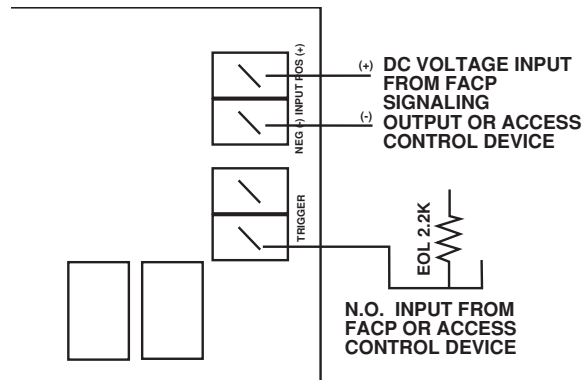 (+) DC VOLTAGE INPUT
FROM FACP
SIGNALING
(-) OUTPUT OR ACCESS
CONTROL DEVICE
NEG (-) INPUT POS (+)
TRIGGER
EOL 2.2K
N.O. INPUT FROM
FACP OR ACCESS
CONTROL DEVICE